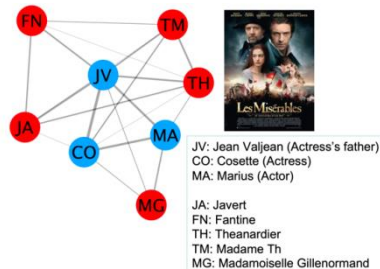 FN
TM
JV
TH
JA
MA
CO
MG
Les Misérables
JV: Jean Valjean (Actress's father)
CO: Cosette (Actress)
MA: Marius (Actor)
JA: Javert
FN: Fantine
TH: Theanardier
TM: Madame Th
MG: Madamoiselle Gillenormand